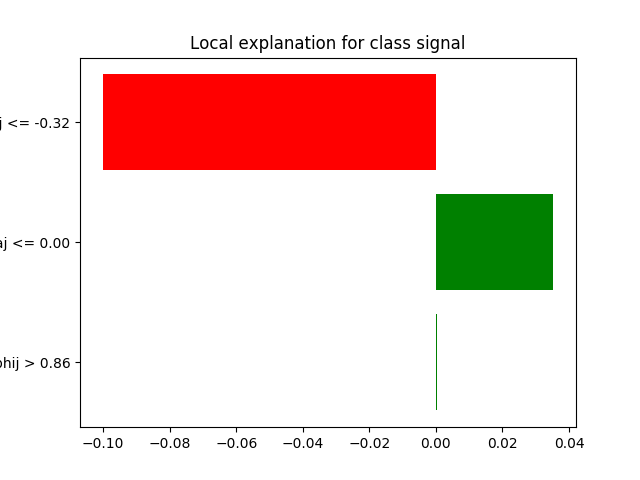 Local explanation for class signal
j <= -0.32
aj <= 0.00
phij > 0.86
−0.10 −0.08 −0.06 −0.04 −0.02 0.00 0.02 0.04